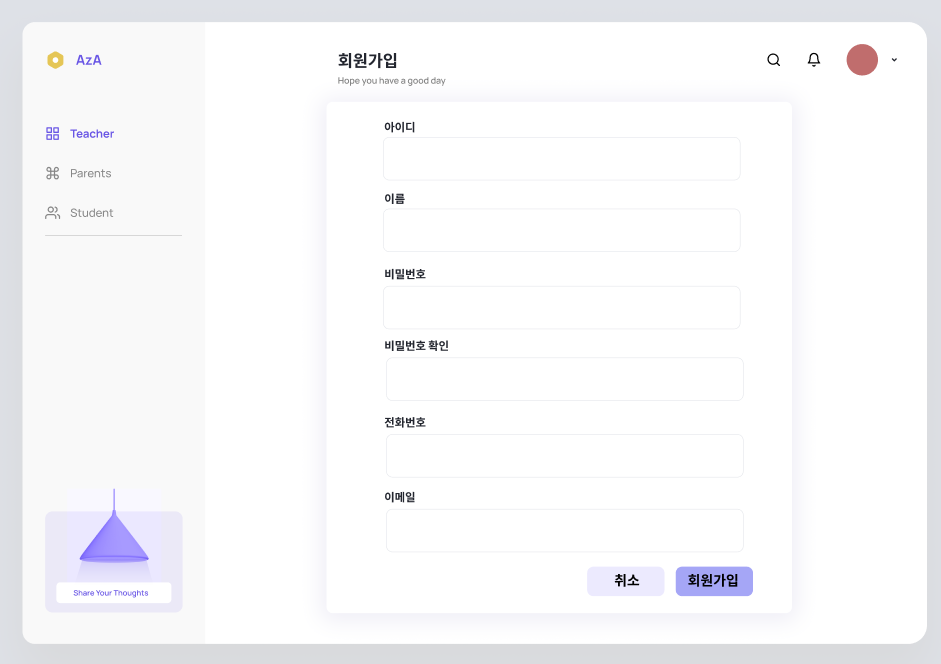 AzA
Teacher
Parents
Student
Share Your Thoughts
회원가입
Hope you have a good day
아이디
이름
비밀번호
비밀번호 확인
전화번호
이메일
취소
회원가입